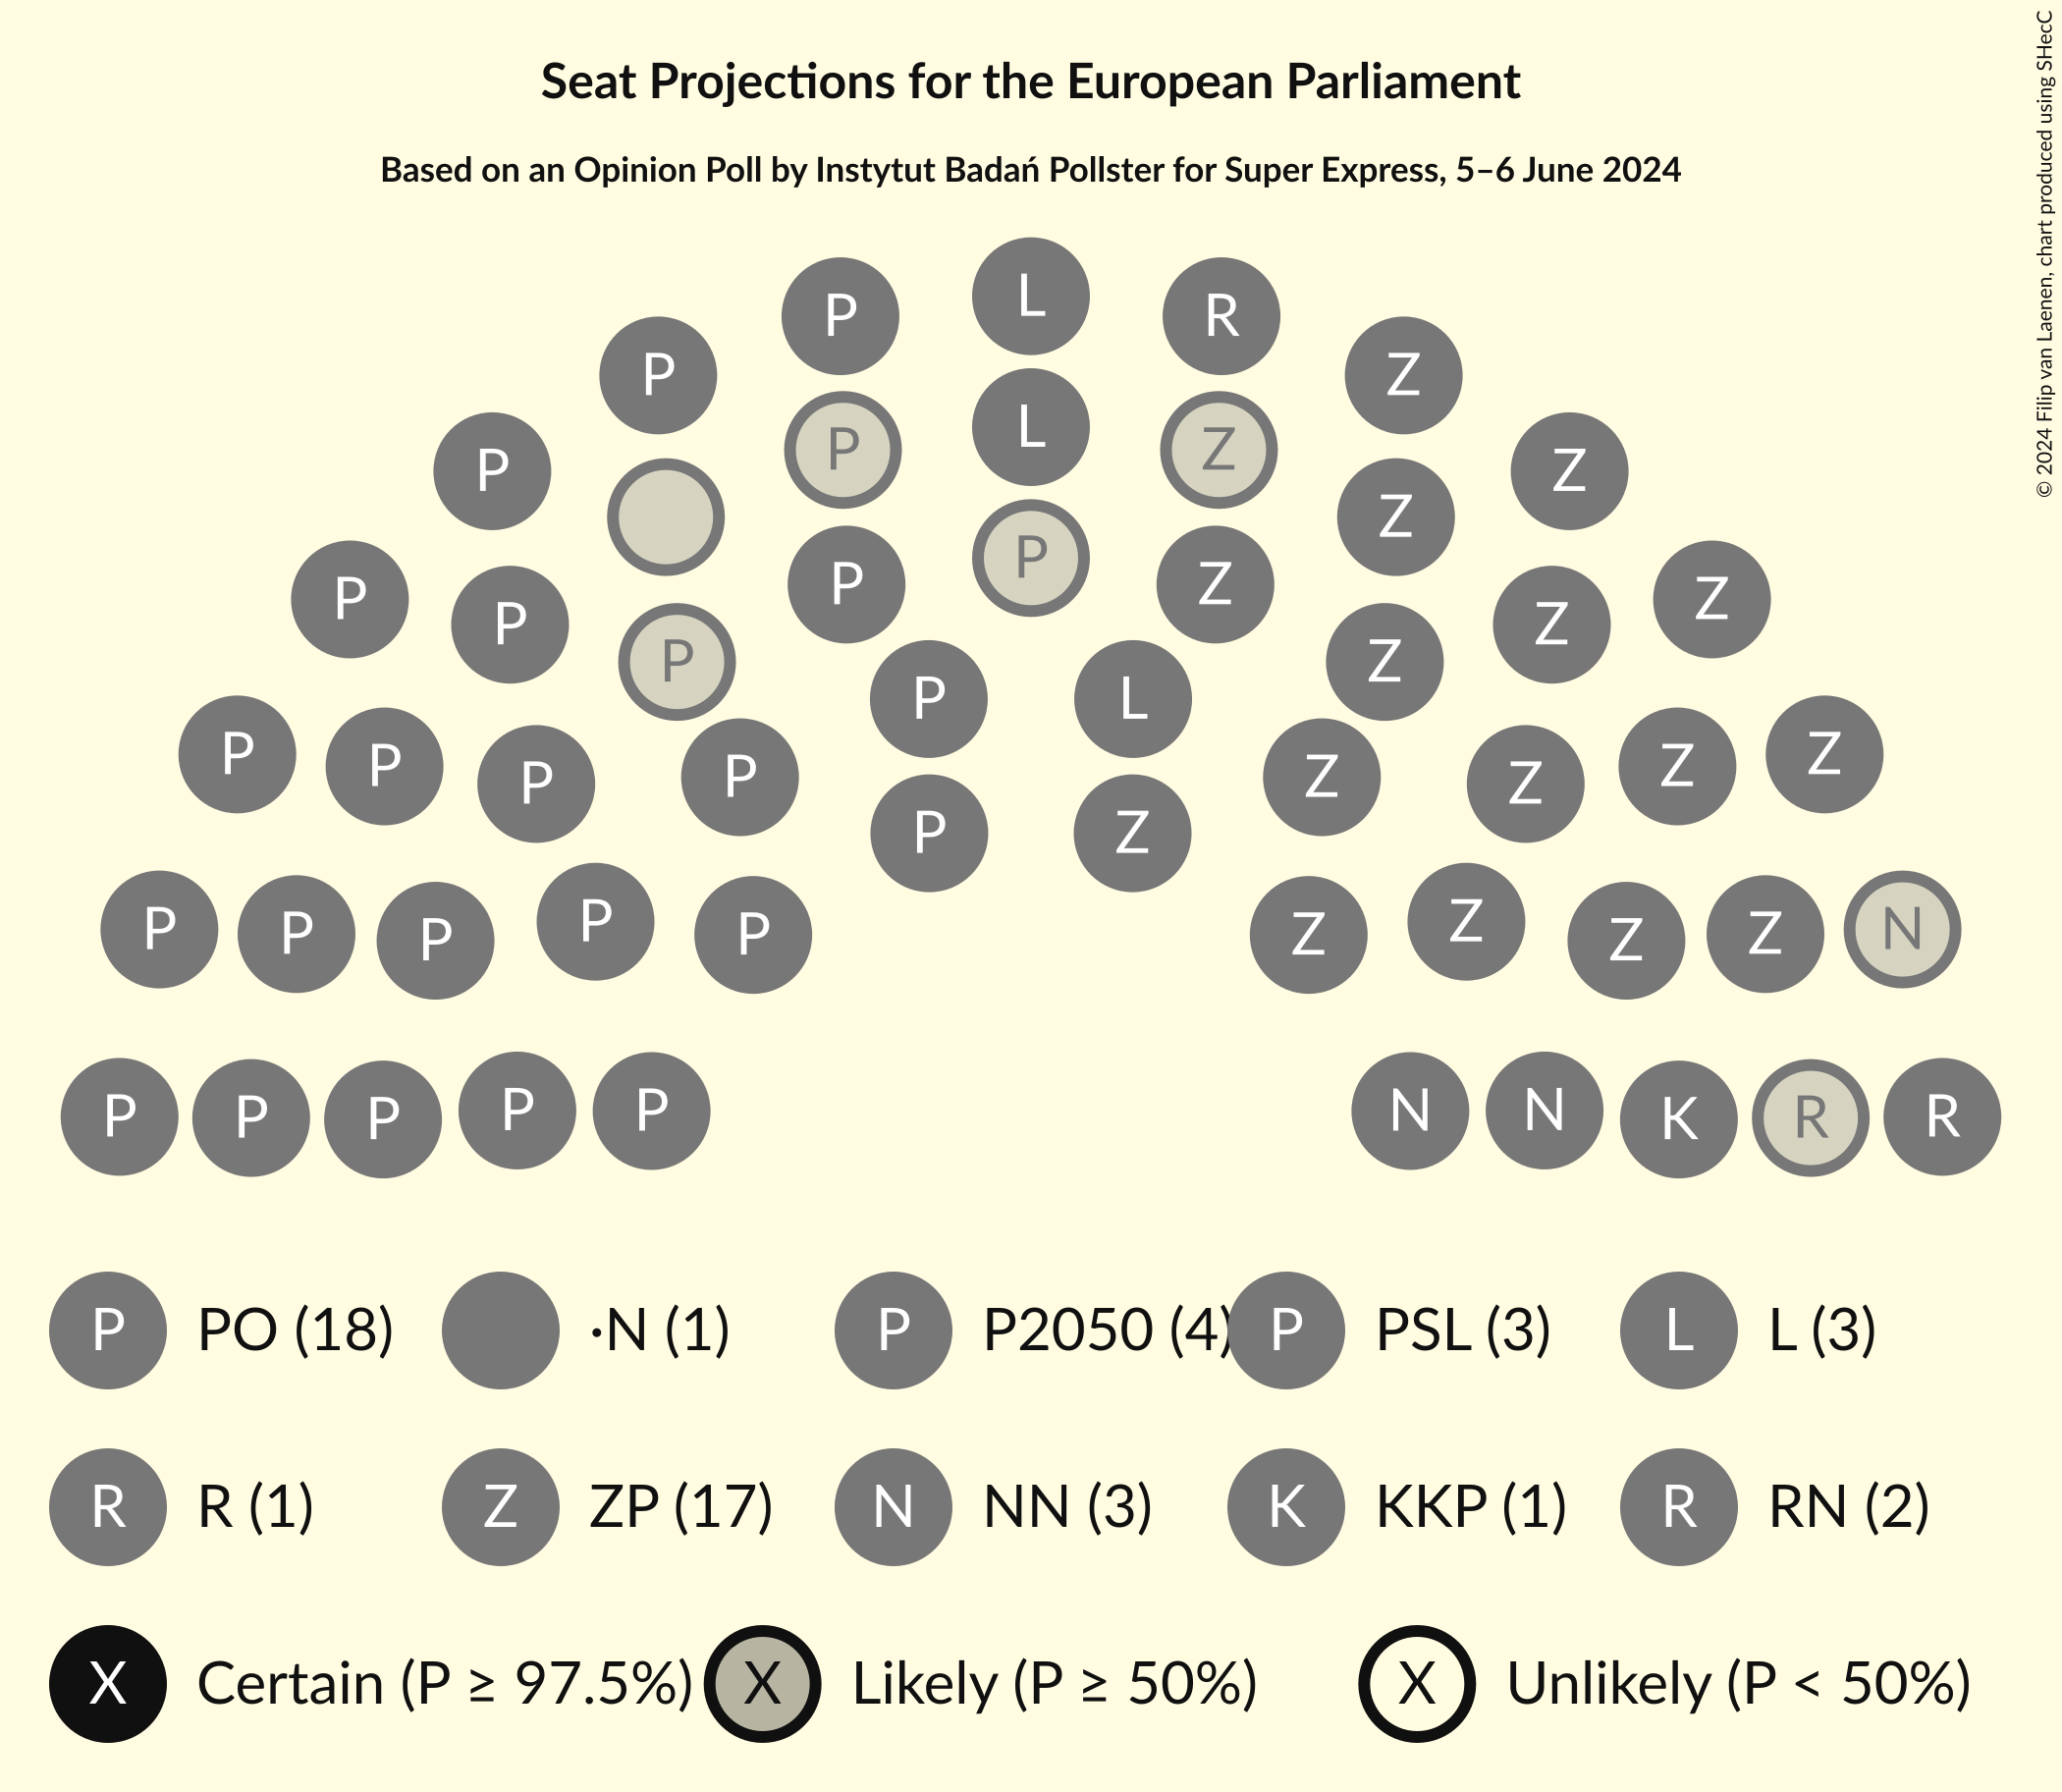 Seat Projections for the European Parliament
Based on an Opinion Poll by Instytut Badań Pollster for Super Express, 5–6 June 2024
© 2024 Filip van Laenen, chart produced using SHecC
L
P R
P Z
L
P Z
P Z
Z
P
P Z
P Z
P Z
P Z
P Z
P L
P Z
P Z
P Z
P Z
P Z
P Z
P Z
P Z
P Z
P N
P P P P P N N K R R
P PO (18) ·N (1) P P2050 (4) P PSL (3) L L (3)
R R (1) Z ZP (17) N NN (3) K KKP (1) R RN (2)
X Certain (P ≥ 97.5%) X Likely (P ≥ 50%) X Unlikely (P < 50%)